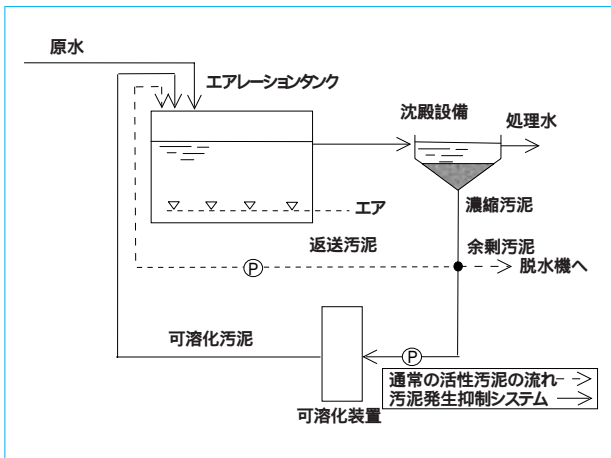 原水
エアレーションタンク
沈殿設備
処理水
濃縮汚泥
エア
返送汚泥
余剰汚泥
P
脱水機へ
可溶化汚泥
P
通常の活性汚泥の流れ
汚泥発生抑制システム
可溶化装置